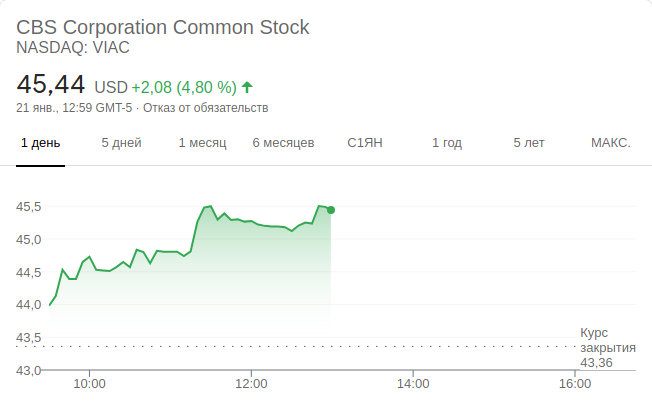 CBS Corporation Common Stock
NASDAQ: VIAC
45,44 USD +2,08 (4,80 %)
21 янв., 12:59 GMT-5 · Отказ от обязательств
1 день 5 дней 1 месяц 6 месяцев С1ЯН 1 год 5 лет МАКС.
45,5
45,0
44,5
44,0
43,5
43,0
Курс
закрытия
43,36
10:00 12:00 14:00 16:00